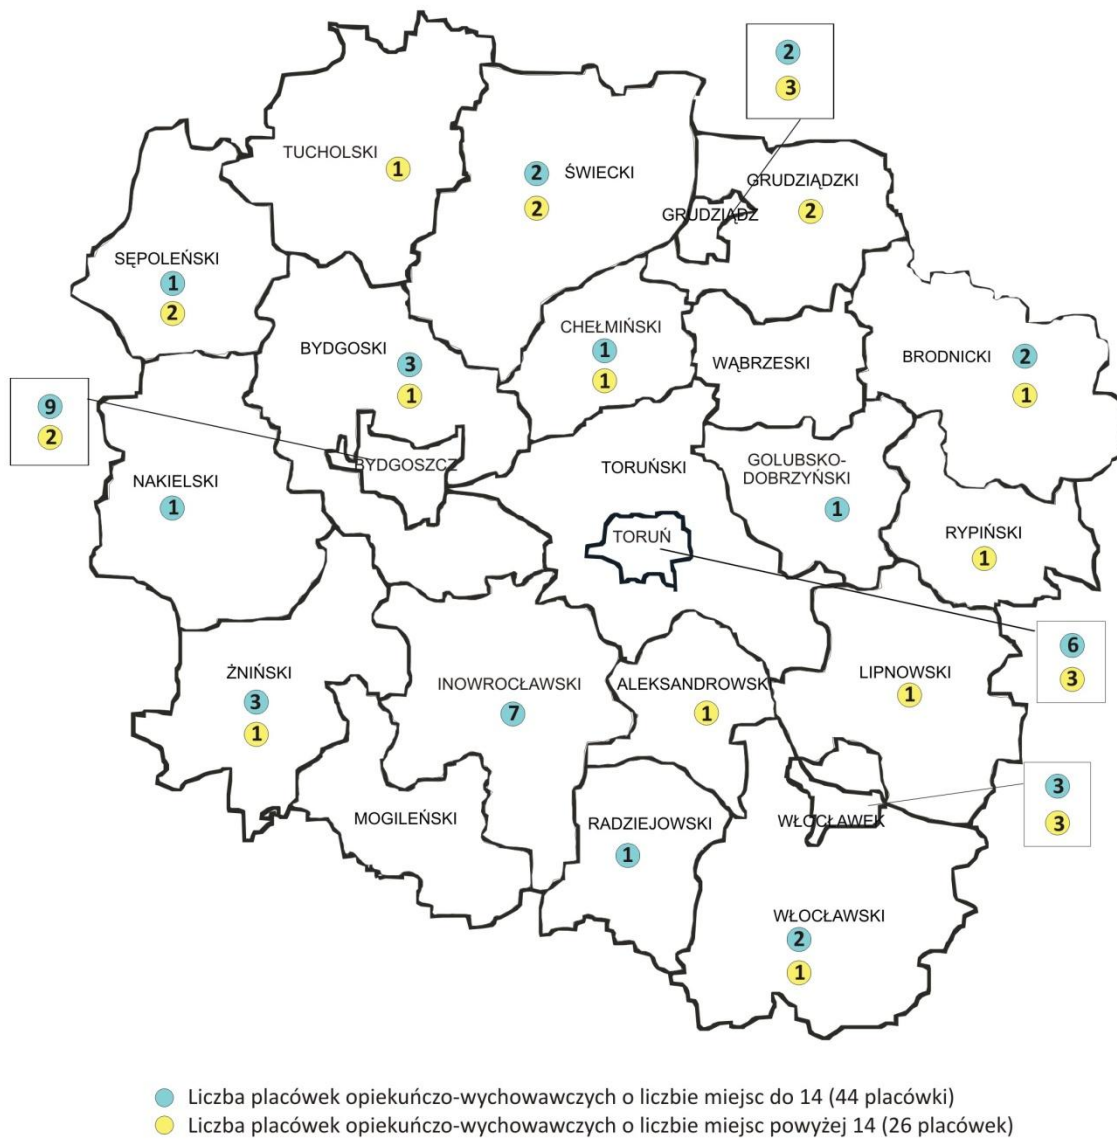 2
3
TUCHOLSKI
1
2
ŚWIECKI
2
GRUDZIĄDZKI
2
GRUDZIĄDZ
SĘPOLEŃSKI
1
2
BYDGOSKI
3
1
CHEŁMIŃSKI
1
1
WĄBRZESKI
BRODNICKI
2
1
9
2
BYDGOSZCZ
NAKIELSKI
1
TORUŃSKI
GOLUBSKO-
DOBRZYŃSKI
1
TORUŃ
RYPIŃSKI
1
6
3
ŻNIŃSKI
3
1
INOWROCŁAWSKI
7
ALEKSANDROWSK
1
LIPNOWSKI
1
3
3
MOGILEŃSKI
RADZIEJOWSKI
1
WŁOCŁAWEK
WŁOCŁAWSKI
2
1
Liczba placówek opiekuńczo-wychowawczych o liczbie miejsc do 14 (44 placówki)
Liczba placówek opiekuńczo-wychowawczych o liczbie miejsc powyżej 14 (26 placówek)